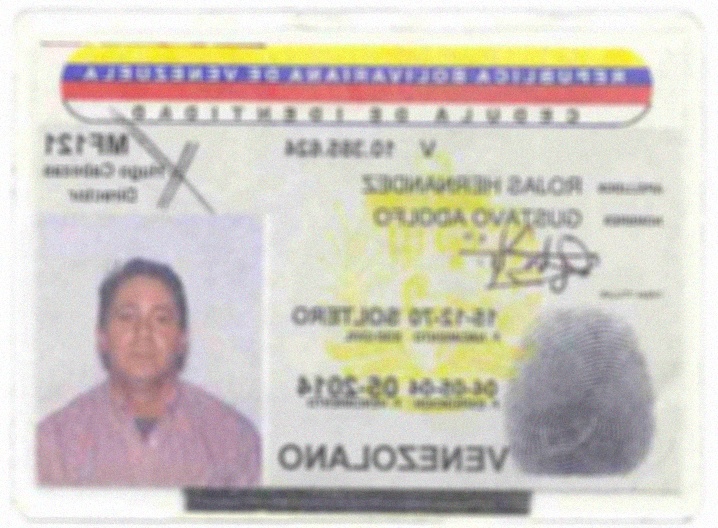 REPUBLICA BOLIVARIANA DE VENEZUELA
CEDULA DE IDENTIDAD
V 10.385.624
MF121
Hugo Cabezas
Director
APELLIDOS ROJAS HERNANDEZ
NOMBRES GUSTAVO ADOLFO
15-12-70 SOLTERO
F. NACIMIENTO EDO CIVIL
04-05-04 05-2014
F. EXPEDICION F. VENCIMIENTO
VENEZOLANO